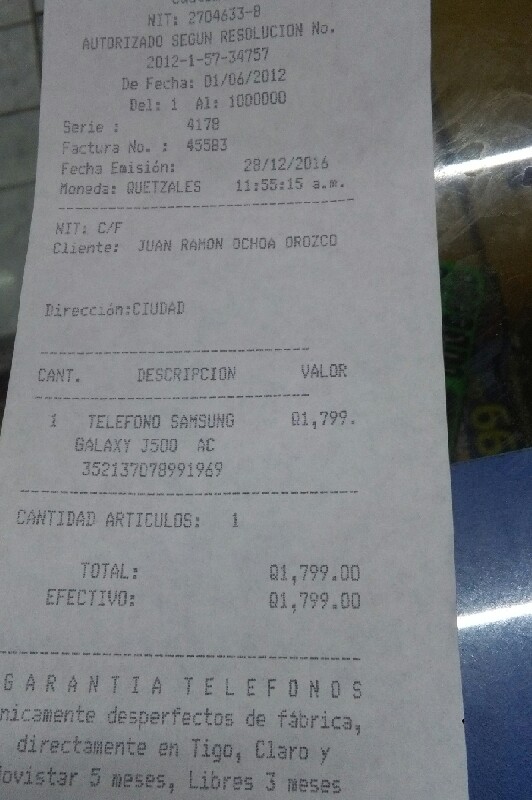 NIT: 2704633-8
AUTORIZADO SEGUN RESOLUCION No.
2012-1-57-34757
De Fecha: 01/06/2012
Del: 1 Al: 1000000
Serie : 4178
Factura No. : 45583
Fecha Emisión: 28/12/2016
Moneda: QUETZALES 11:55:15 a.m.
NIT: C/F
Cliente: JUAN RAMON OCHOA OROZCO
Dirección:CIUDAD
CANT. DESCRIPCION VALOR
1 TELEFONO SAMSUNG Q1,799.
GALAXY J500 AC
352137078991969
CANTIDAD ARTICULOS: 1
TOTAL: Q1,799.00
EFECTIVO: Q1,799.00
GARANTIA TELEFONOS
nicamente desperfectos de fábrica,
directamente en Tigo, Claro y
ovistar 5 meses, Libres 3 meses